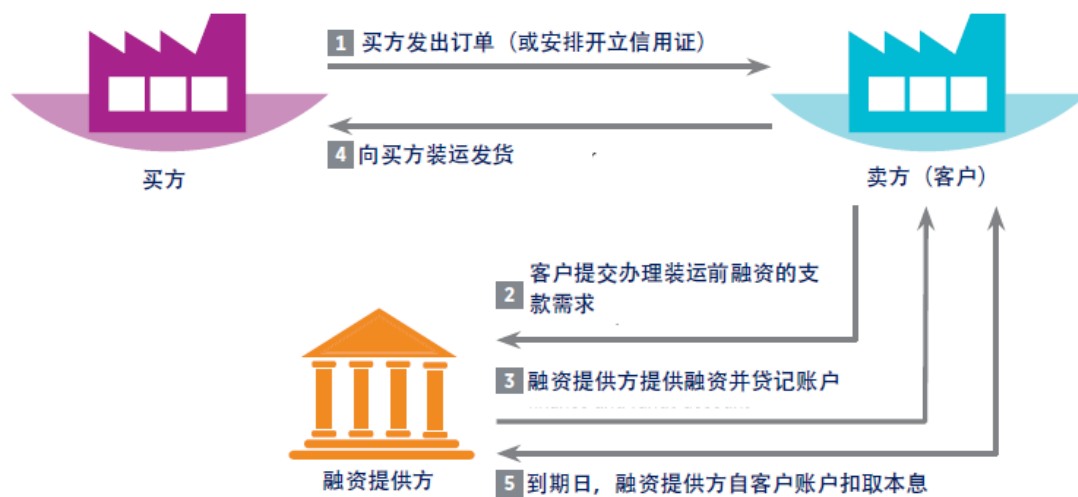 1 买方发出订单（或安排开立信用证）
4 向买方装运发货
买方
卖方（客户）
2 客户提交办理装运前融资的支
款需求
3 融资提供方提供融资并贷记账户
融资提供方
5 到期日，融资提供方自客户账户扣取本息